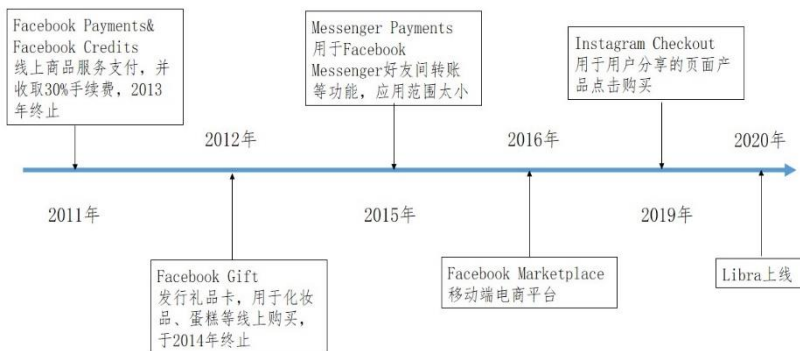 Facebook Payments&
Facebook Credits
线上商品服务支付，并
收取30%手续费，2013
年终止
Messenger Payments
用于Facebook
Messenger好友间转账
等功能，应用范围太小
Instagram Checkout
用于用户分享的页面产
品点击购买
2012年
2016年
2020年
2011年
2015年
2019年
Facebook Gift
发行礼品卡，用于化妆
品、蛋糕等线上购买，
于2014年终止
Facebook Marketplace
移动端电商平台
Libra上线